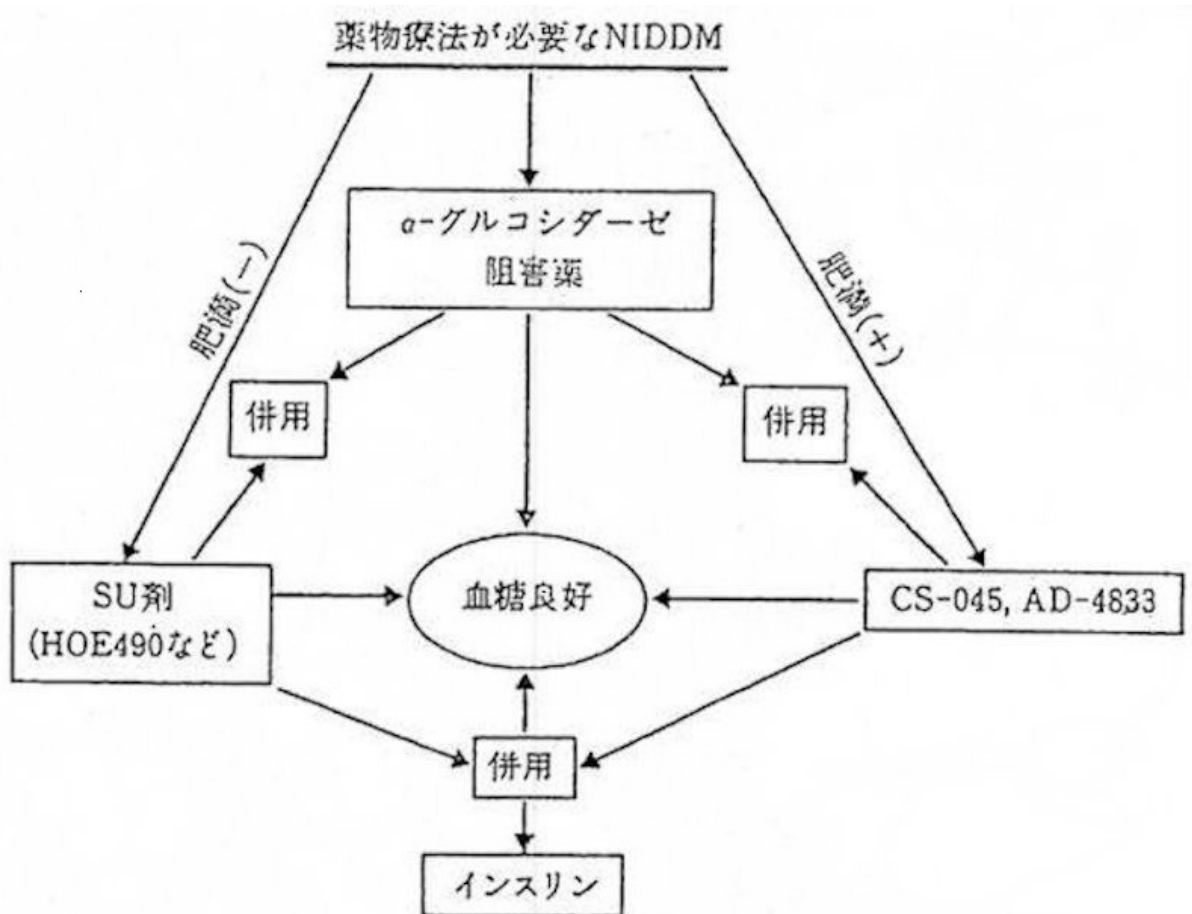 薬物療法が必要なNIDDM
α-グルコシダーゼ
阻害薬
肥満(−)
肥満(+)
併用
併用
SU剤
(HOE490など)
血糖良好
CS-045, AD-4833
併用
インスリン